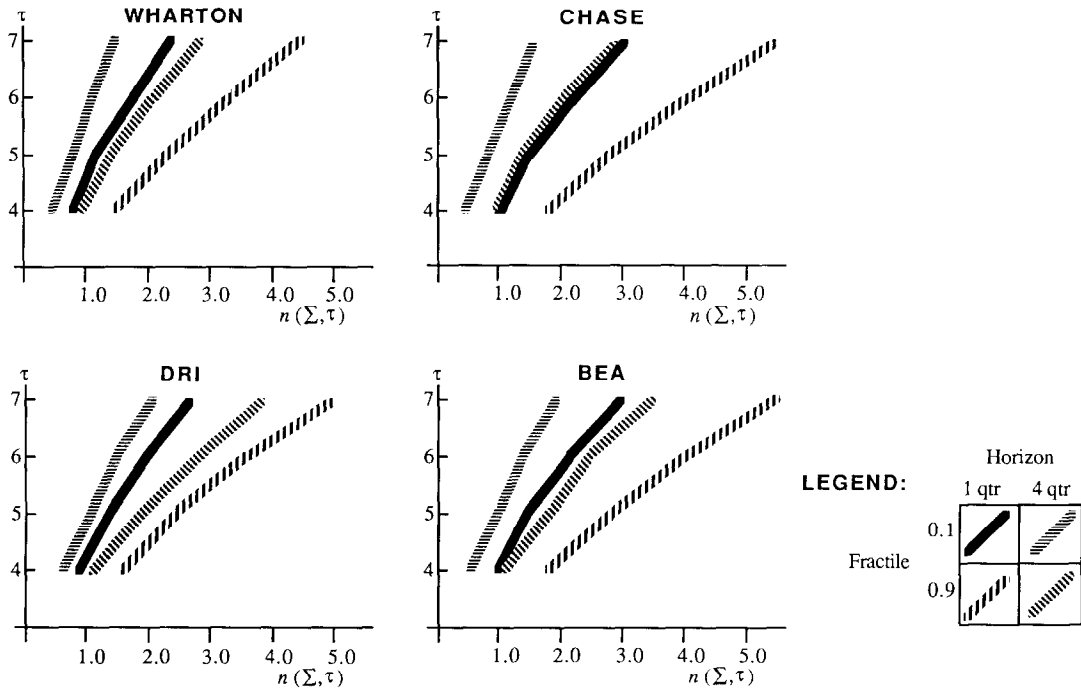 τ WHARTON
7
6
5
4
1.0 2.0 3.0 4.0 5.0
n (Σ,τ)
τ CHASE
7
6
5
4
1.0 2.0 3.0 4.0 5.0
n (Σ,τ)
τ DRI
7
6
5
4
1.0 2.0 3.0 4.0 5.0
n (Σ,τ)
τ BEA
7
6
5
4
1.0 2.0 3.0 4.0 5.0
n (Σ,τ)
LEGEND:
Horizon
1 qtr 4 qtr
0.1
Fractile
0.9